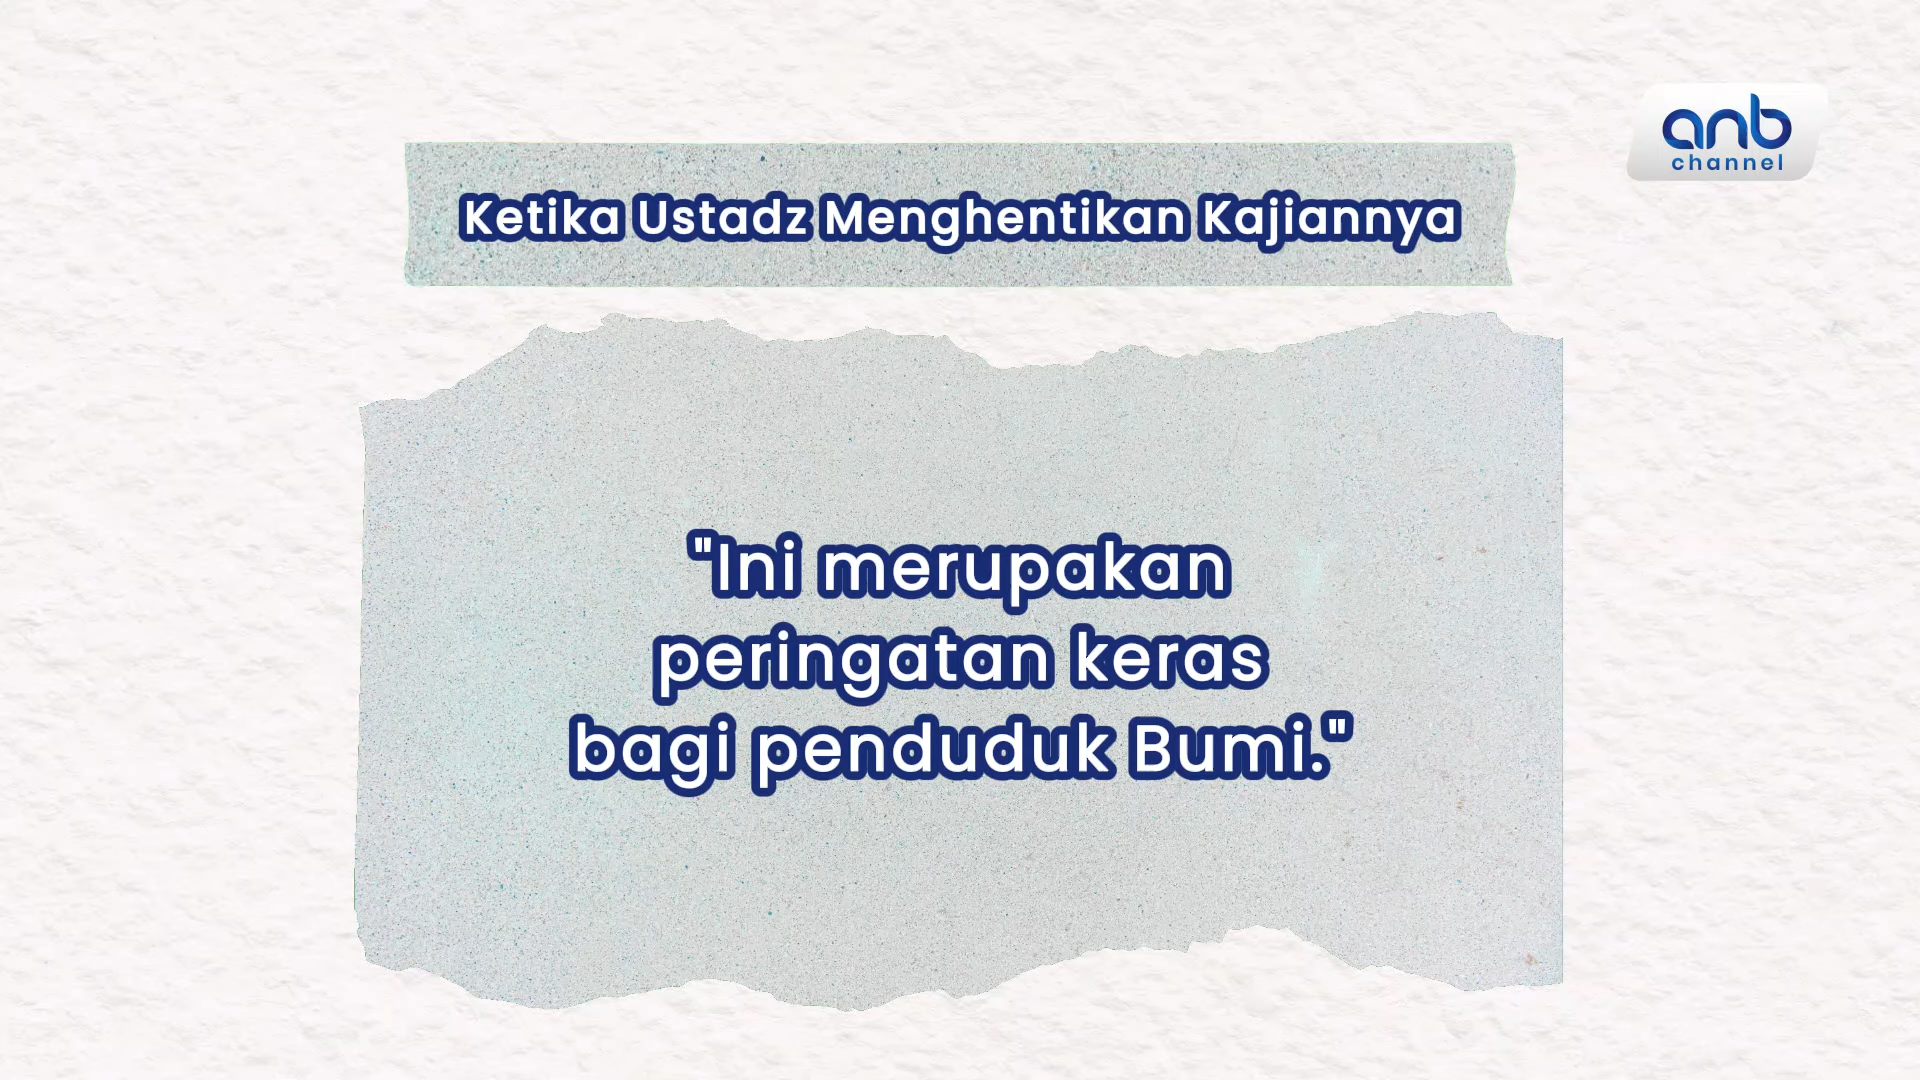 anb
channel
Ketika Ustadz Menghentikan Kajiannya
"Ini merupakan
peringatan keras
bagi penduduk Bumi."